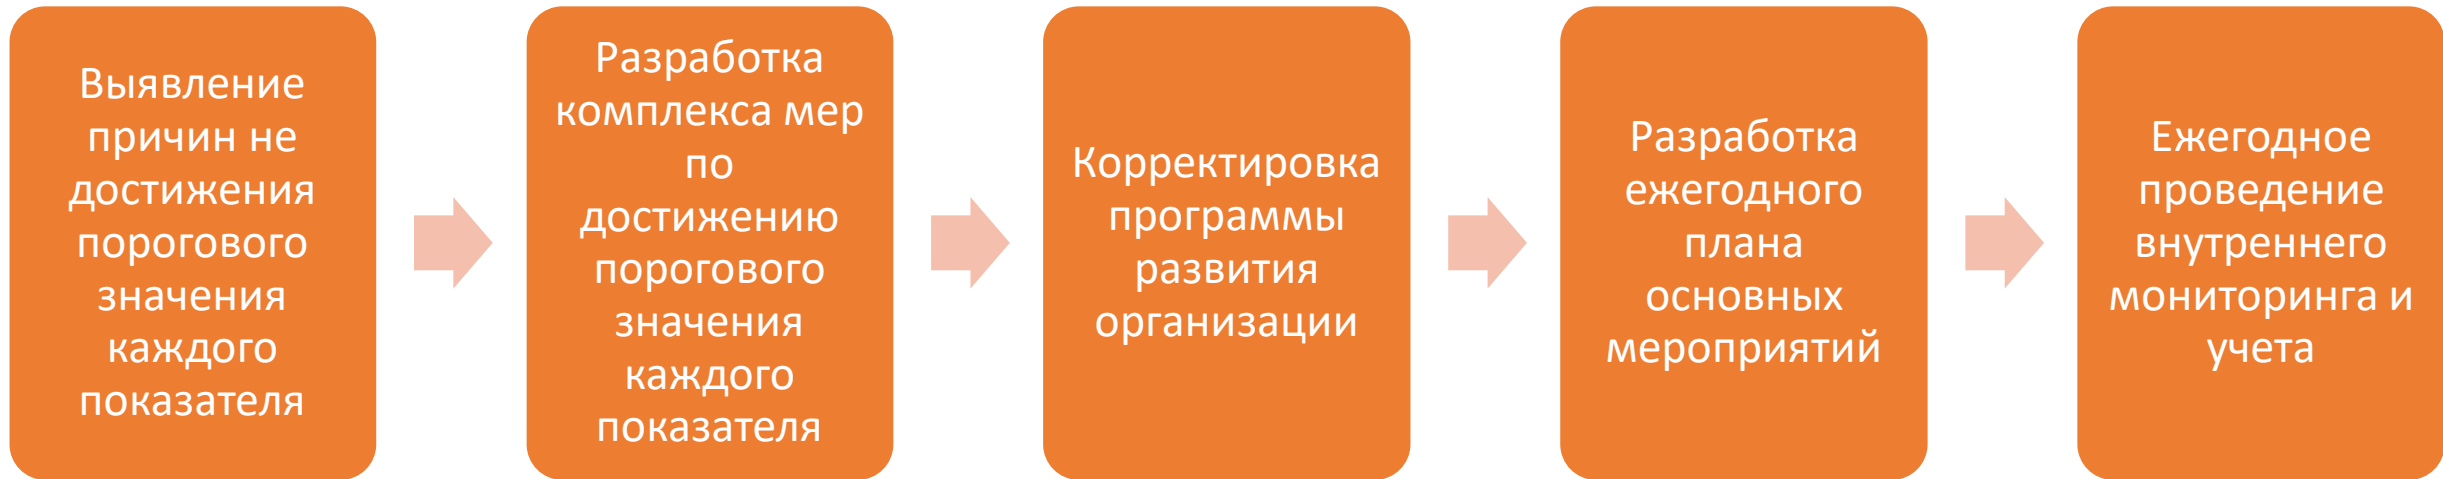 Выявление
причин не
достижения
порогового
значения
каждого
показателя
Разработка
комплекса мер
по
достижению
порогового
значения
каждого
показателя
Корректировка
программы
развития
организации
Разработка
ежегодного
плана
основных
мероприятий
Ежегодное
проведение
внутреннего
мониторинга и
учета